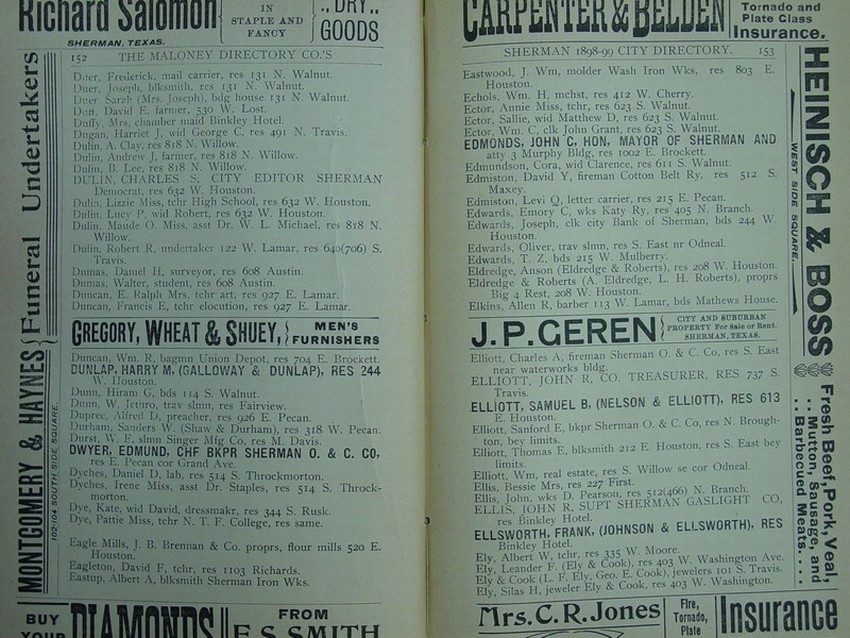 Richard Salomon
IN
STAPLE AND
FANCY
.. DRY..
GOODS
SHERMAN, TEXAS.
152 THE MALONEY DIRECTORY CO.'S
Duer, Frederick, mail carrier, res 131 N. Walnut.
Duer, Joseph, blksmith, res 131 N. Walnut.
Duer Sarah (Mrs. Joseph), bdg house 131 N. Walnut.
David E. farmer, 530 W. Lost.
Duffy, Mrs. chamber maid Binkley Hotel.
Dugan, Harriet J, wid George C, res 491 N. Travis.
Dulin, A. Clay, res 818 N. Willow.
Dulin, Andrew J, farmer, res 818 N. Willow.
Dulin, B. Lee, res 818 N. Willow.
DULIN, CHARLES S, CITY EDITOR SHERMAN
Democrat, res 632 W. Houston.
Dulin, Lizzie Miss, tchr High School, res 632 W. Houston.
Dulin, Lucy P, wid Robert, res 632 W. Houston.
Dulin, Maude O. Miss, asst Dr. W. L. Michael, res 818 N.
Willow.
Dulin, Robert R, undertaker 122 W. Lamar, res 640(706) S.
Travis.
Dumas, Daniel H, surveyor, res 608 Austin.
Dumas, Walter, student, res 608 Austin.
Duncan, E. Ralph Mrs, tchr art, res 927 E. Lamar.
Duncan, Francis E, tchr elocution, res 927 E. Lamar.
GREGORY, WHEAT & SHUEY,
MEN'S
FURNISHERS
Duncan, Wm. R, bagmn Union Depot, res 704 E. Brockett.
DUNLAP, HARRY M, (GALLOWAY & DUNLAP), RES 244
W. Houston.
Dunn, Hiram G, bds 114 S. Walnut.
Dunn, W. Jethro, trav slmn, res Fairview.
Dupree, Alfred L, preacher, res 926 E. Pecan.
Durham, Sanders W. (Shaw & Durham), res 318 W. Pecan.
Durst, W. F. slmn Singer Mfg Co, res M. Davis.
DWYER, EDMUND, CHF BKPR SHERMAN O. & C. CO,
res E. Pecan cor Grand Ave.
Dyches, Daniel D, lab, res 514 S. Throckmorton.
Dyches, Irene Miss, asst Dr. Staples, res 514 S. Throck-
morton.
Dye, Kate, wid David, dressmakr, res 344 S. Rusk.
Dye, Pattie Miss, tchr N. T. F. College, res same.
Eagle Mills, J. B. Brennan & Co. proprs, flour mills 520 E.
Houston.
Eagleton, David F, tchr, res 1103 Richards.
Eastup, Albert A, blksmith Sherman Iron Wks.
Funeral Undertakers
MONTGOMERY & HAYNES
102-104 SOUTH SIDE SQUARE.
BUY
YOUR
DIAMONDS
FROM
E. S. SMITH
CARPENTER & BELDEN
Tornado and
Plate Glass
Insurance.
SHERMAN 1898-99 CITY DIRECTORY. 153
Eastwood, J. Wm, molder Wash Iron Wks, res 803 E.
Houston.
Echols, Wm. H, mchst, res 412 W. Cherry.
Ector, Annie Miss, tchr, res 623 S. Walnut.
Ector, Sallie, wid Matthew D, res 623 S. Walnut.
Ector, Wm. C, clk John Grant, res 623 S. Walnut.
EDMONDS, JOHN C, HON, MAYOR OF SHERMAN AND
atty 3 Murphy Bldg, res 1002 E. Brockett.
Edmundson, Cora, wid Clarence, res 611 S. Walnut.
Edmiston, David Y, fireman Cotton Belt Ry, res 512 S.
Maxey.
Edmiston, Levi Q, letter carrier, res 215 E. Pecan.
Edwards, Emory C, wks Katy Ry, res 405 N. Branch.
Edwards, Joseph, clk city Bank of Sherman, bds 244 W.
Houston.
Edwards, Oliver, trav slmn, res S. East nr Odneal.
Edwards, T. Z, bds 215 W. Mulberry.
Eldredge, Anson (Eldredge & Roberts), res 208 W. Houston.
Eldredge & Roberts (A. Eldredge, L. H. Roberts), proprs
Big 4 Rest, 208 W. Houston.
Elkins, Allen R, barber 113 W. Lamar, bds Mathews House.
J. P. GEREN
CITY AND SUBURBAN
PROPERTY For Sale or Rent.
SHERMAN, TEXAS.
Elliott, Charles A, fireman Sherman O. & C. Co, res S. East
near waterworks bldg.
ELLIOTT, JOHN R, CO. TREASURER, RES 737 S.
Travis.
ELLIOTT, SAMUEL B, (NELSON & ELLIOTT), RES 613
E. Houston.
Elliott, Sanford E, bkpr Sherman O. & C. Co, res N. Brough-
ton, bey limits.
Elliott, Thomas E, blksmith 212 E. Houston, res S. East bey
limits.
Elliott, Wm, real estate, res S. Willow se cor Odneal.
Ellis, Bessie Mrs, res 227 First.
Ellis, John, wks D. Pearson, res 512(466) N. Branch.
ELLIS, JOHN R, SUPT SHERMAN GASLIGHT CO,
res Binkley Hotel.
ELLSWORTH, FRANK, (JOHNSON & ELLSWORTH), RES
Binkley Hotel.
Ely, Albert W, tchr, res 335 W. Moore.
Ely, Leander F. (Ely & Cook), res 403 W. Washington Ave.
Ely & Cook (L. F. Ely, Geo. E. Cook), jewelers 101 S. Travis.
Ely, Silas H, jeweler Ely & Cook, res 403 W. Washington.
HEINISCH & BOSS
WEST SIDE SQUARE.
Fresh Beef, Pork, Veal,
.. Mutton, Sausage, and
.. Barbecued Meats. . . .
Mrs. C. R. Jones
Fire,
Tornado,
Plate
Insurance